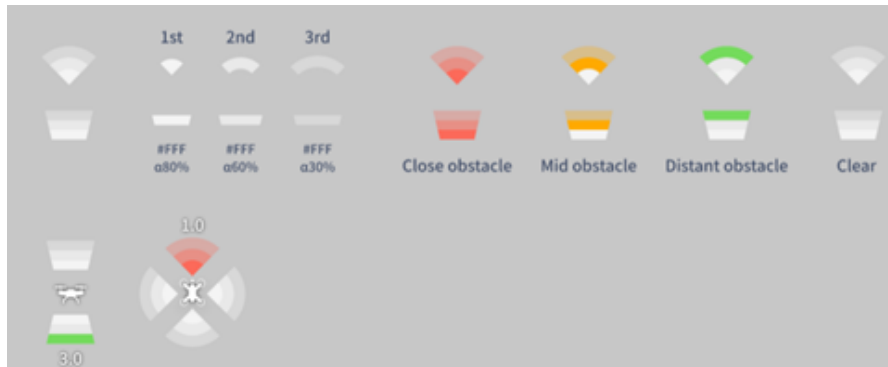 1st 2nd 3rd
#FFF #FFF #FFF
α80% α60% α30%
Close obstacle Mid obstacle Distant obstacle Clear
1.0
3.0